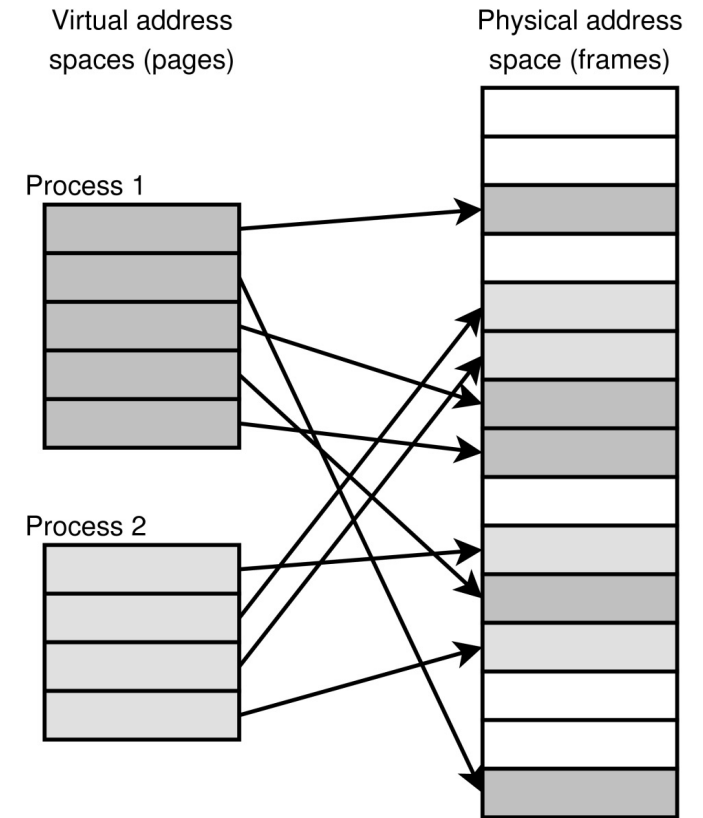 Virtual address
spaces (pages)
Physical address
space (frames)
Process 1
Process 2